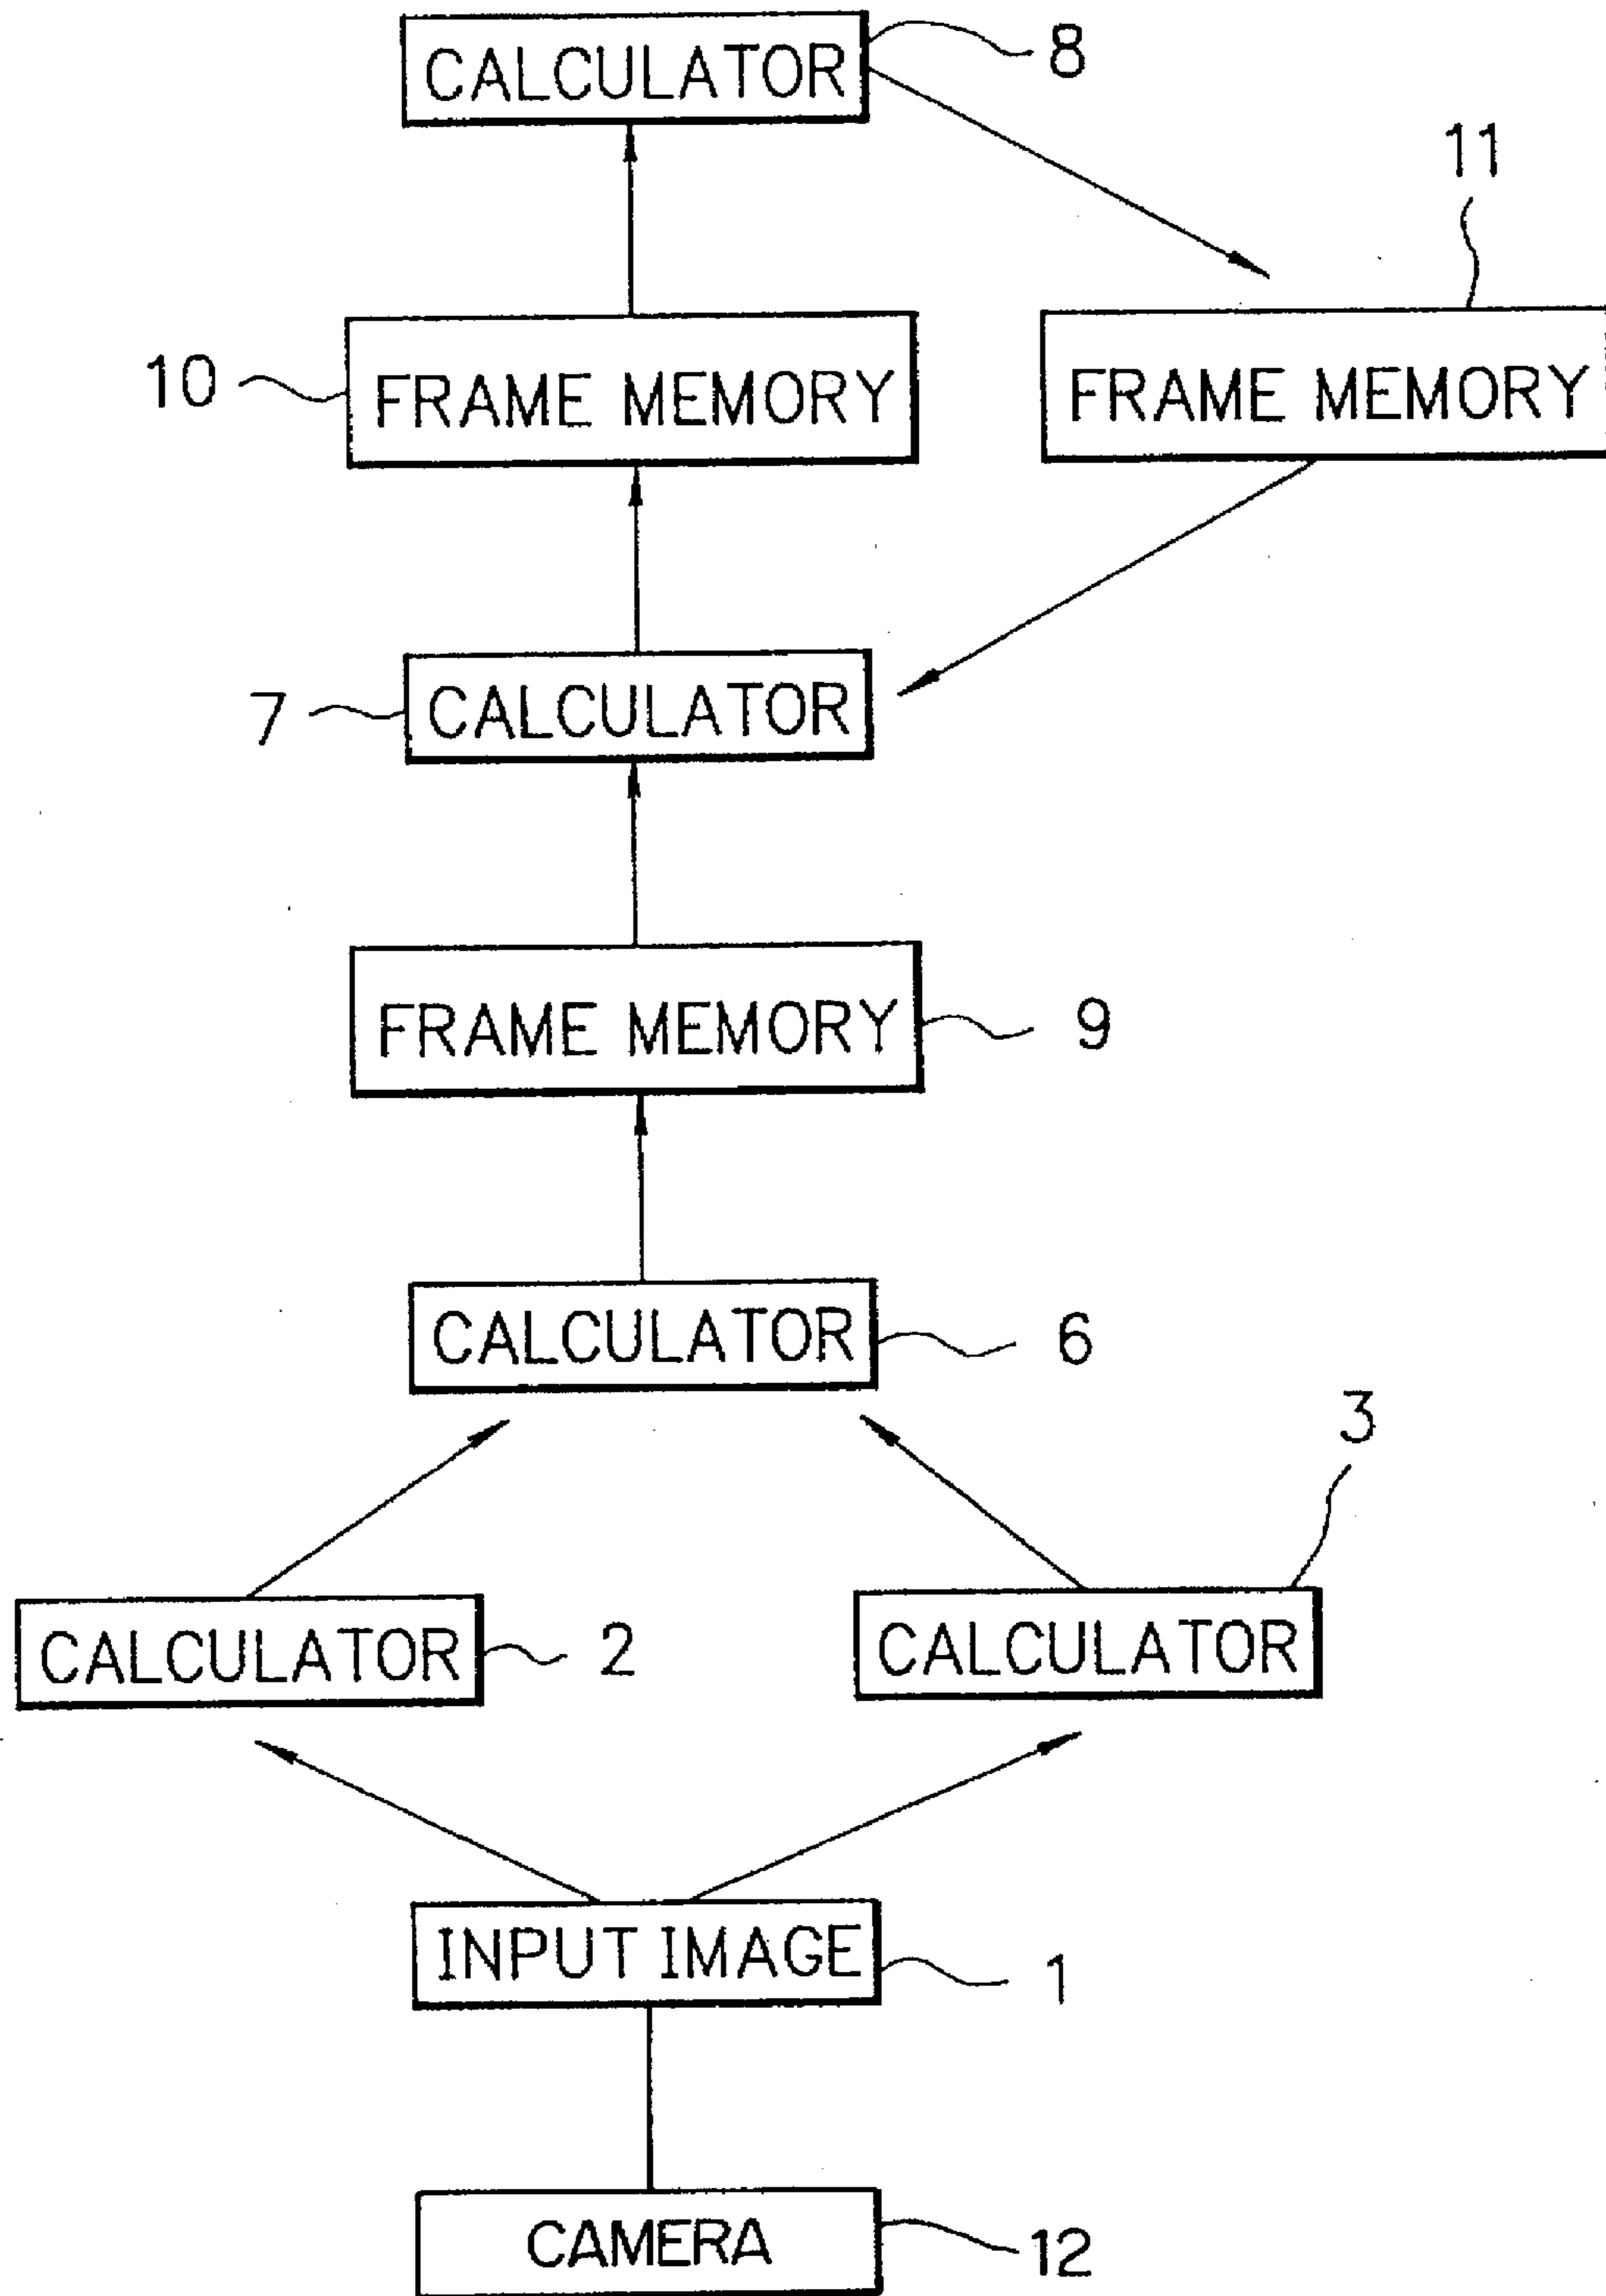 CALCULATOR 8
11
10 FRAME MEMORY FRAME MEMORY
7 CALCULATOR
FRAME MEMORY 9
CALCULATOR 6
3
CALCULATOR 2 CALCULATOR
INPUT IMAGE 1
CAMERA 12